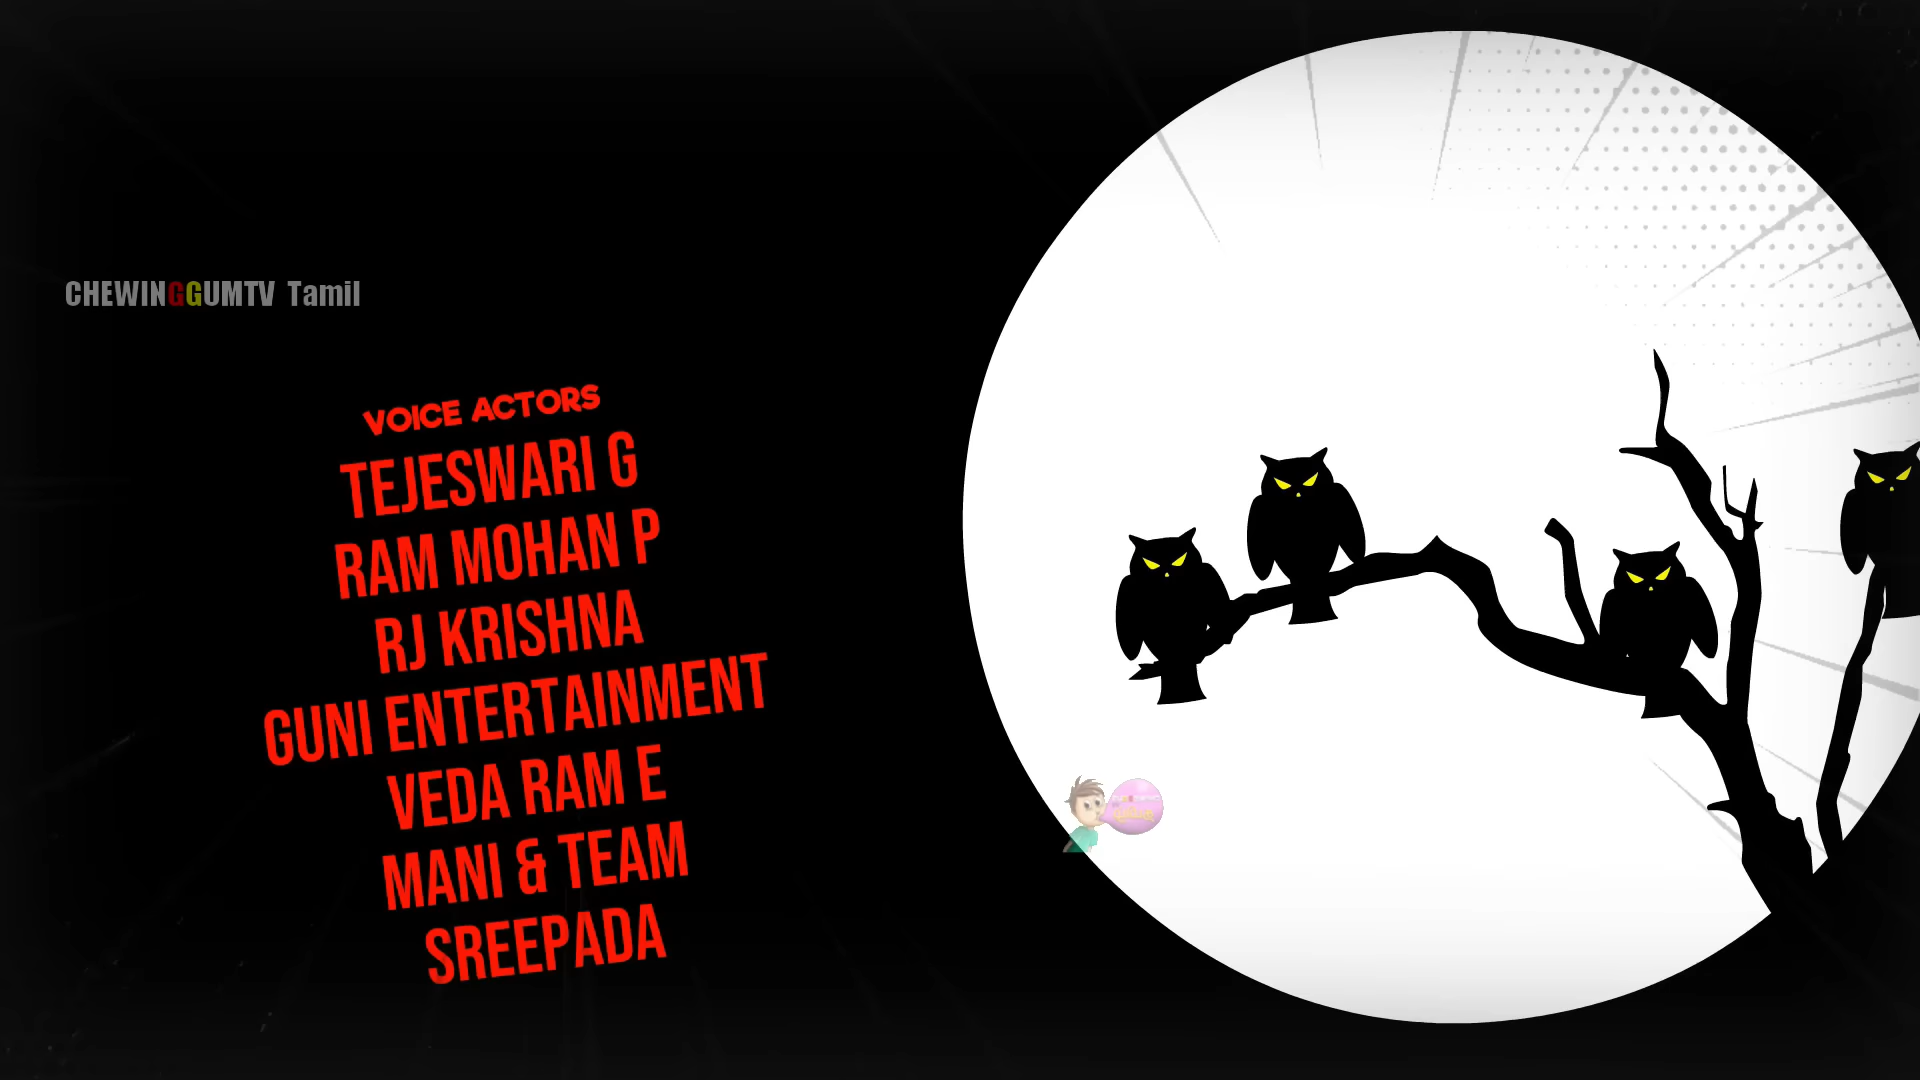 CHEWINGGUMTV Tamil
VOICE ACTORS
TEJESWARI G
RAM MOHAN P
RJ KRISHNA
GUNI ENTERTAINMENT
VEDA RAM E
MANI & TEAM
SREEPADA